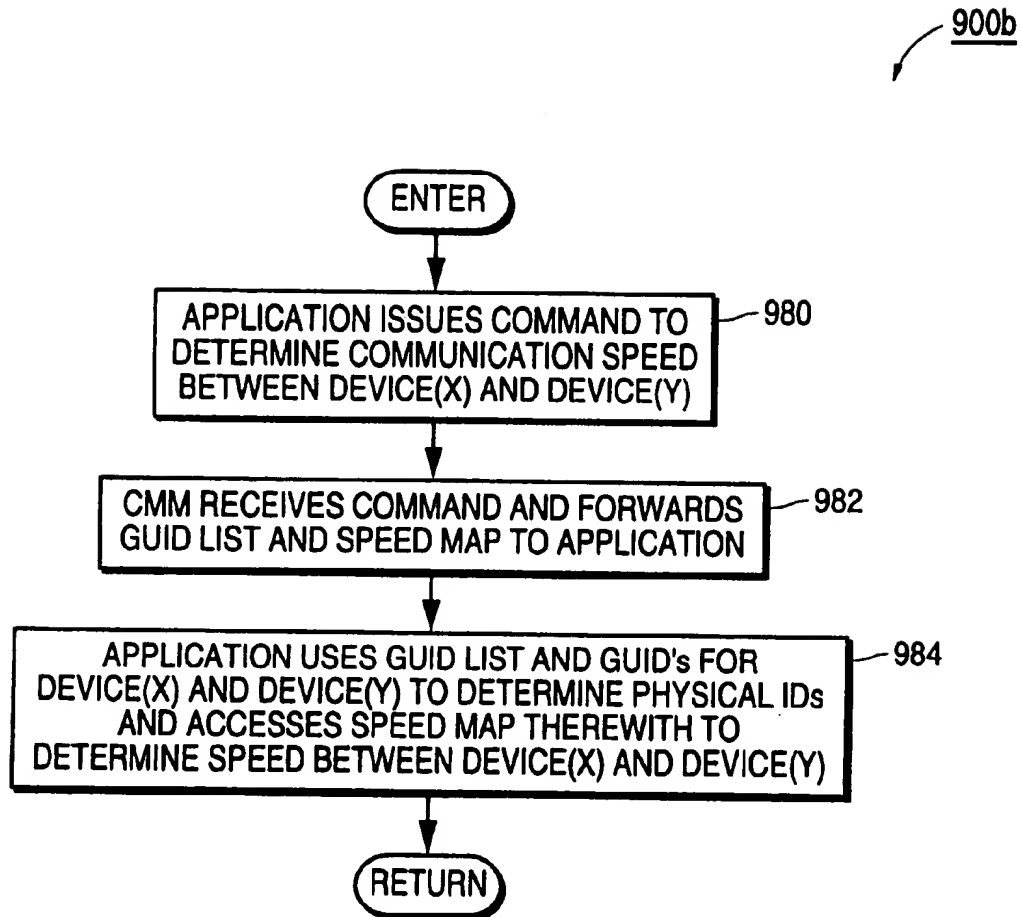 900b
ENTER
APPLICATION ISSUES COMMAND TO
DETERMINE COMMUNICATION SPEED
BETWEEN DEVICE(X) AND DEVICE(Y)
980
CMM RECEIVES COMMAND AND FORWARDS
GUID LIST AND SPEED MAP TO APPLICATION
982
APPLICATION USES GUID LIST AND GUID's FOR
DEVICE(X) AND DEVICE(Y) TO DETERMINE PHYSICAL IDs
AND ACCESSES SPEED MAP THEREWITH TO
DETERMINE SPEED BETWEEN DEVICE(X) AND DEVICE(Y)
984
RETURN